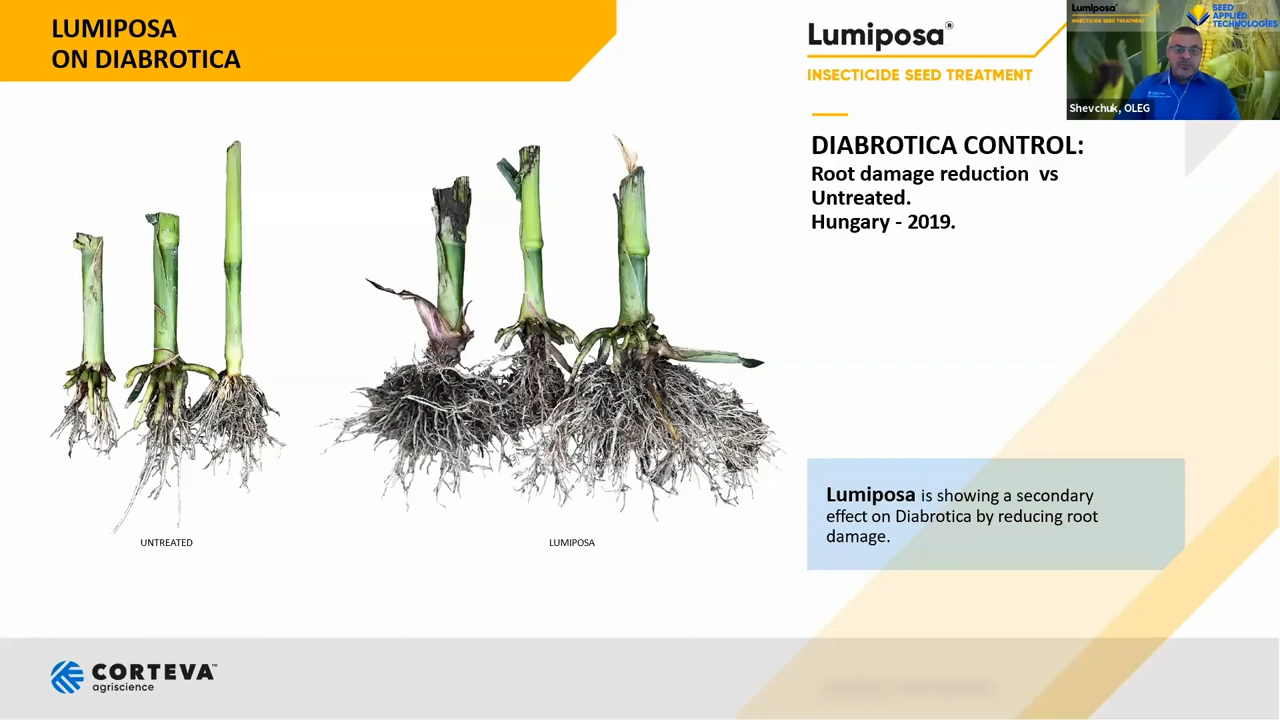 LUMIPOSA
ON DIABROTICA
Lumiposa®
INSECTICIDE SEED TREATMENT
Lumiposa®
INSECTICIDE SEED TREATMENT
SEED
APPLIED
TECHNOLOGIES
Shevchuk, OLEG
DIABROTICA CONTROL:
Root damage reduction vs
Untreated.
Hungary - 2019.
Lumiposa is showing a secondary
effect on Diabrotica by reducing root
damage.
UNTREATED
LUMIPOSA
CORTEVA™
agriscience